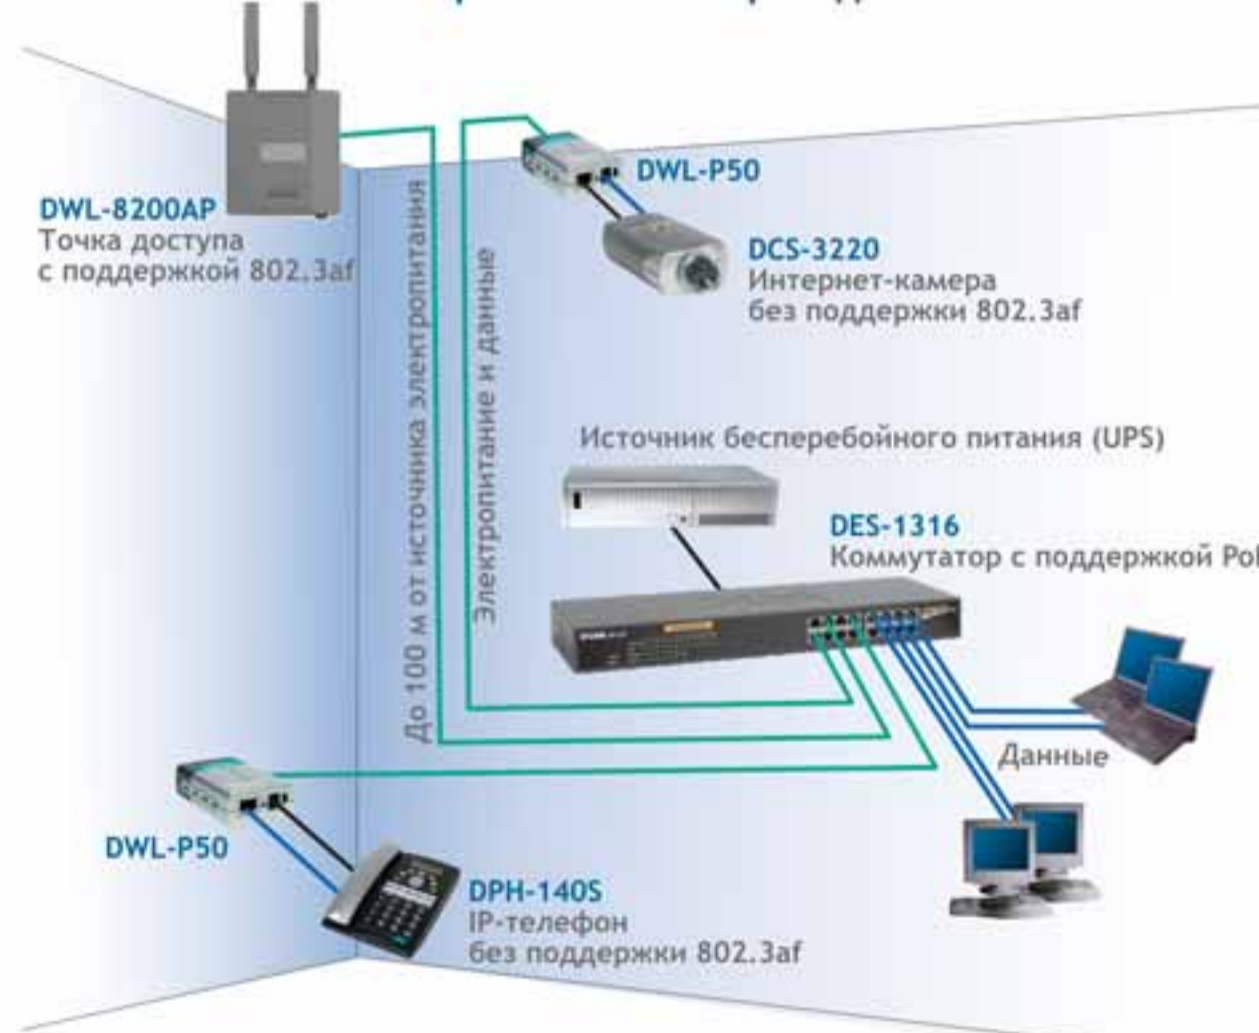 DWL-8200AP
Точка доступа
с поддержкой 802.3af
DWL-P50
DCS-3220
Интернет-камера
без поддержки 802.3af
До 100 м от источника электропитания
Электропитание и данные
Источник бесперебойного питания (UPS)
DES-1316
Коммутатор с поддержкой
Данные
DWL-P50
DPH-140S
IP-телефон
без поддержки 802.3af